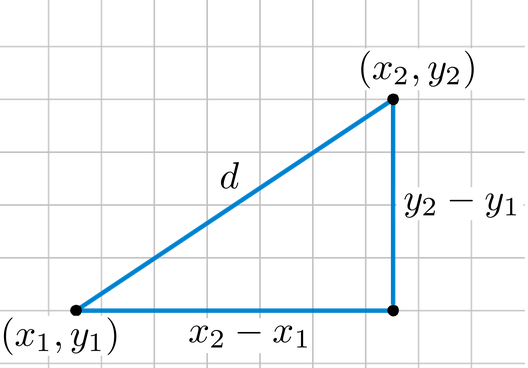 (x₂, y₂)
d
y₂ − y₁
(x₁, y₁)
x₂ − x₁